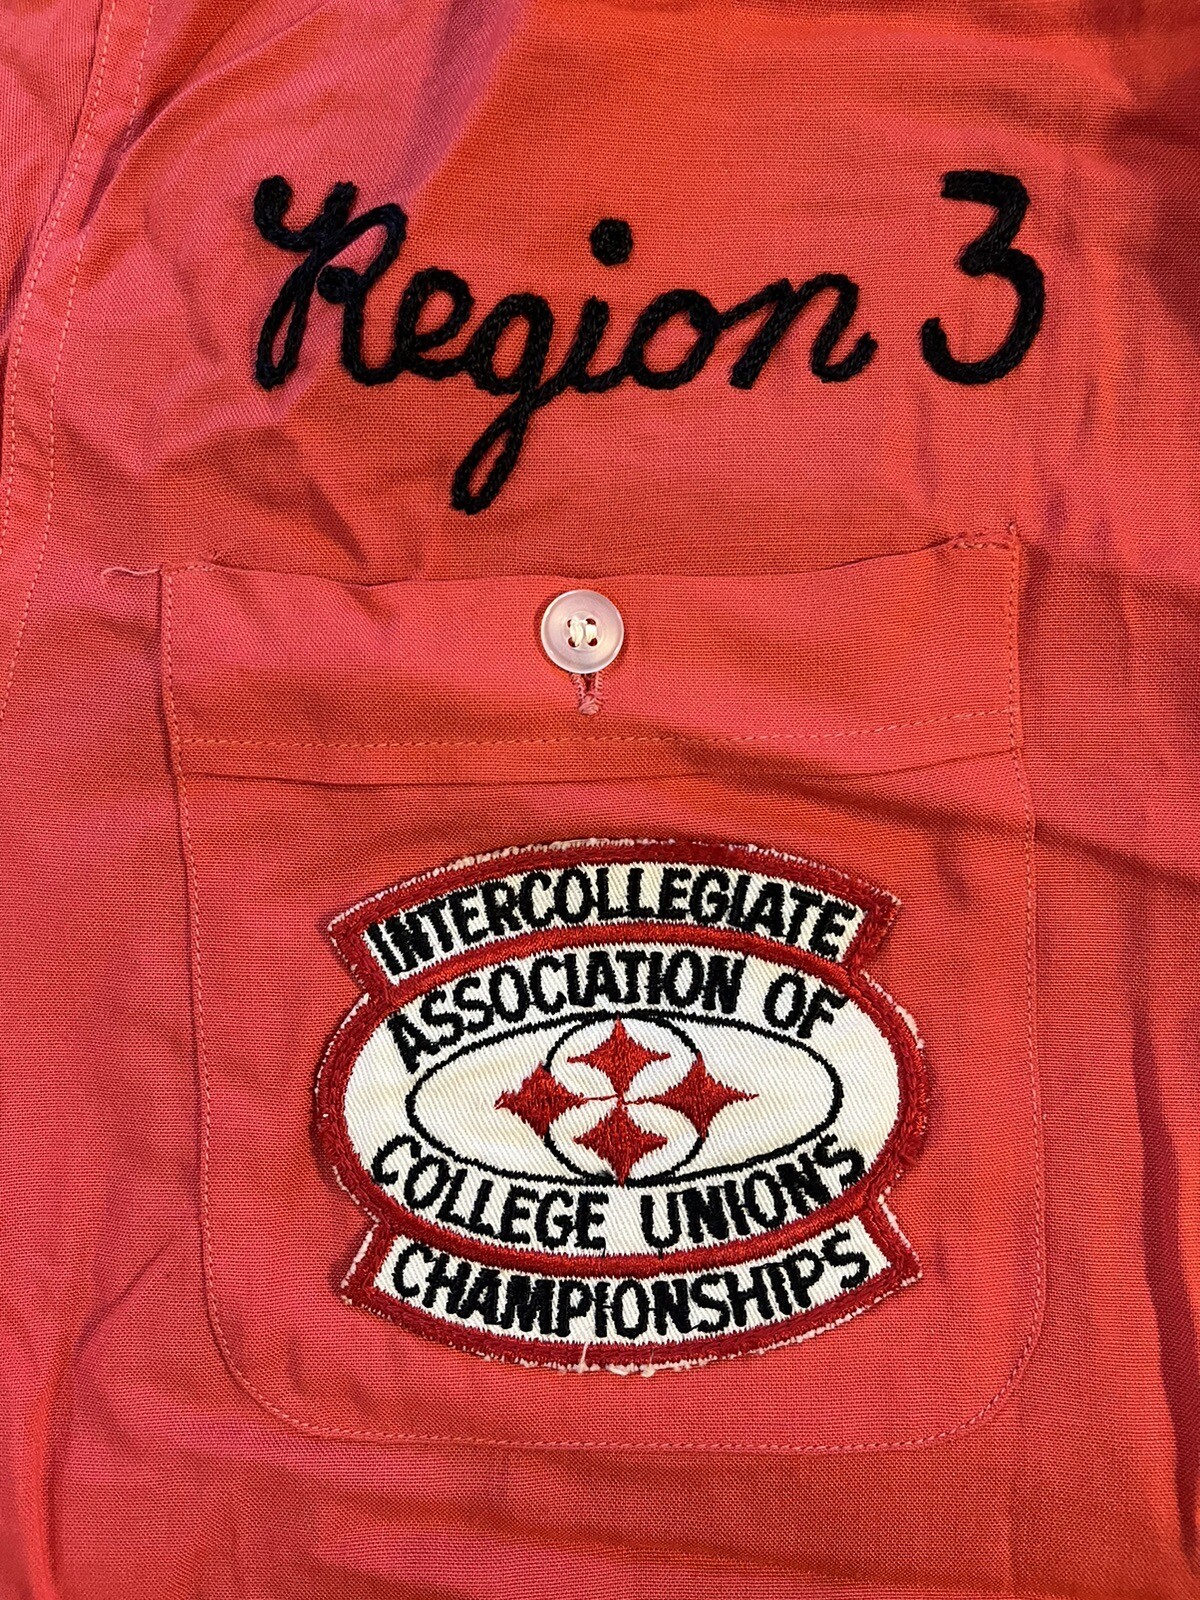 Region 3
INTERCOLLEGIATE
ASSOCIATION OF
COLLEGE UNIONS
CHAMPIONSHIPS